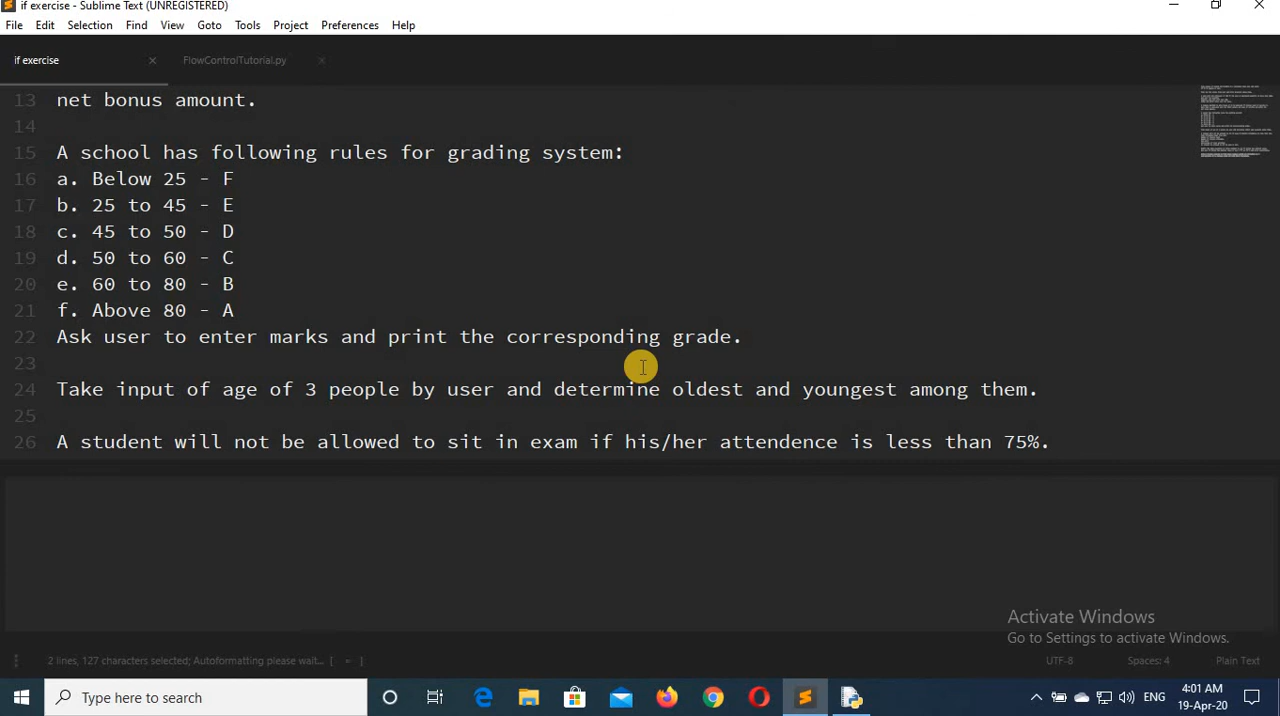 if exercise - Sublime Text (UNREGISTERED)
File Edit Selection Find View Goto Tools Project Preferences Help
if exercise FlowControlTutorial.py
13 net bonus amount.
14
15 A school has following rules for grading system:
16 a. Below 25 - F
17 b. 25 to 45 - E
18 c. 45 to 50 - D
19 d. 50 to 60 - C
20 e. 60 to 80 - B
21 f. Above 80 - A
22 Ask user to enter marks and print the corresponding grade.
23
24 Take input of age of 3 people by user and determine oldest and youngest among them.
25
26 A student will not be allowed to sit in exam if his/her attendence is less than 75%.
Activate Windows
Go to Settings to activate Windows.
2 lines, 127 characters selected; Autoformatting please wait... [ = ] UTF-8 Spaces: 4 Plain Text
Type here to search ENG 4:01 AM
19-Apr-20